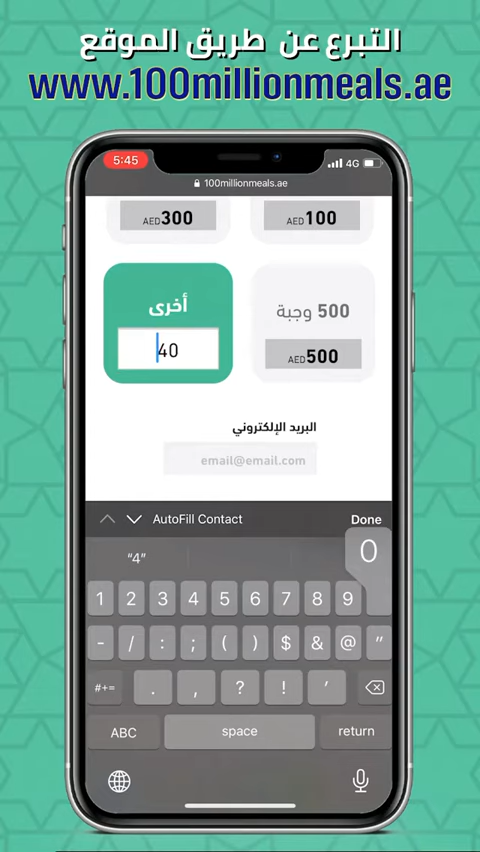 التبرع عن طريق الموقع
www.100millionmeals.ae
5:45
4G
100millionmeals.ae
AED300
AED100
أخرى
500 وجبة
40
AED500
البريد الإلكتروني
email@email.com
AutoFill Contact
Done
“4”
0
1 2 3 4 5 6 7 8 9
- / : ; ( ) $ & @ ”
#+= . , ? ! ’
ABC space return